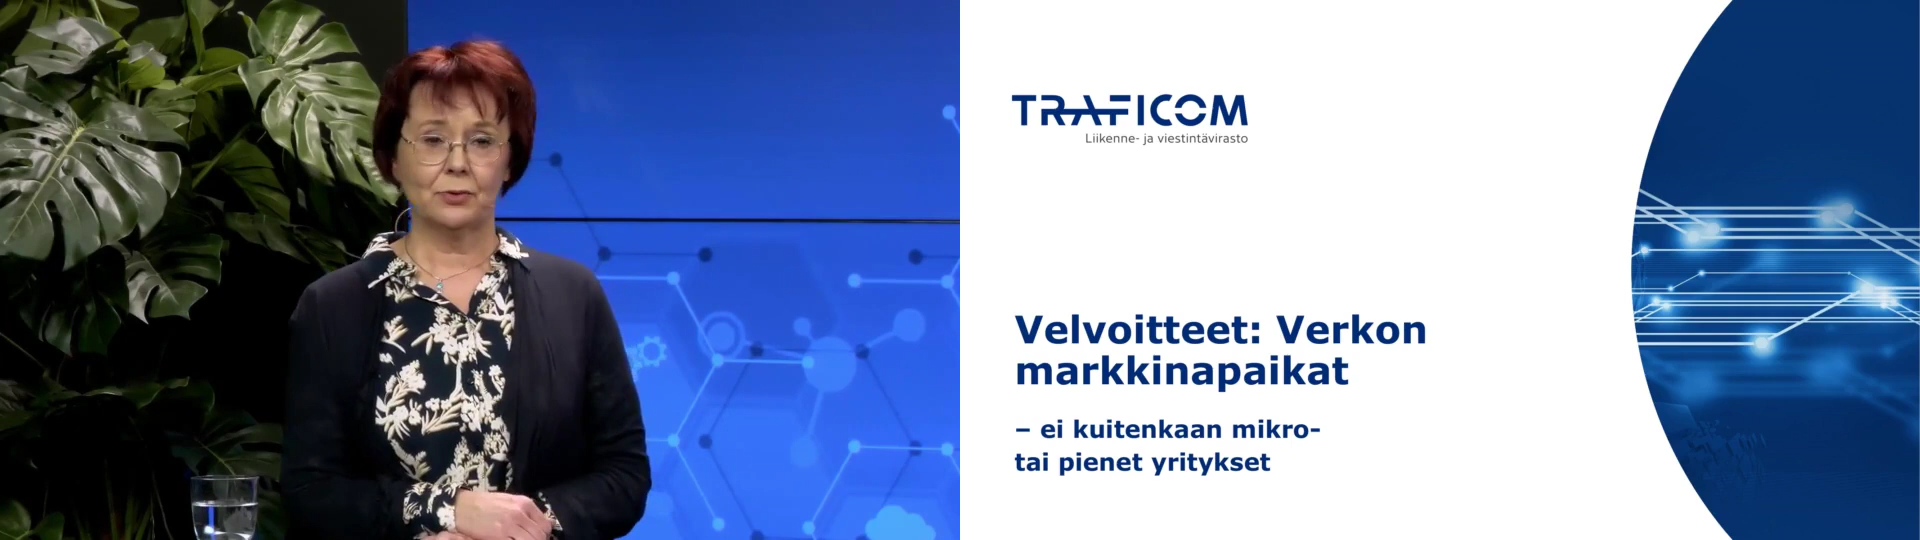 TRAFICOM
Liikenne- ja viestintävirasto
Velvoitteet: Verkon
markkinapaikat
– ei kuitenkaan mikro-
tai pienet yritykset